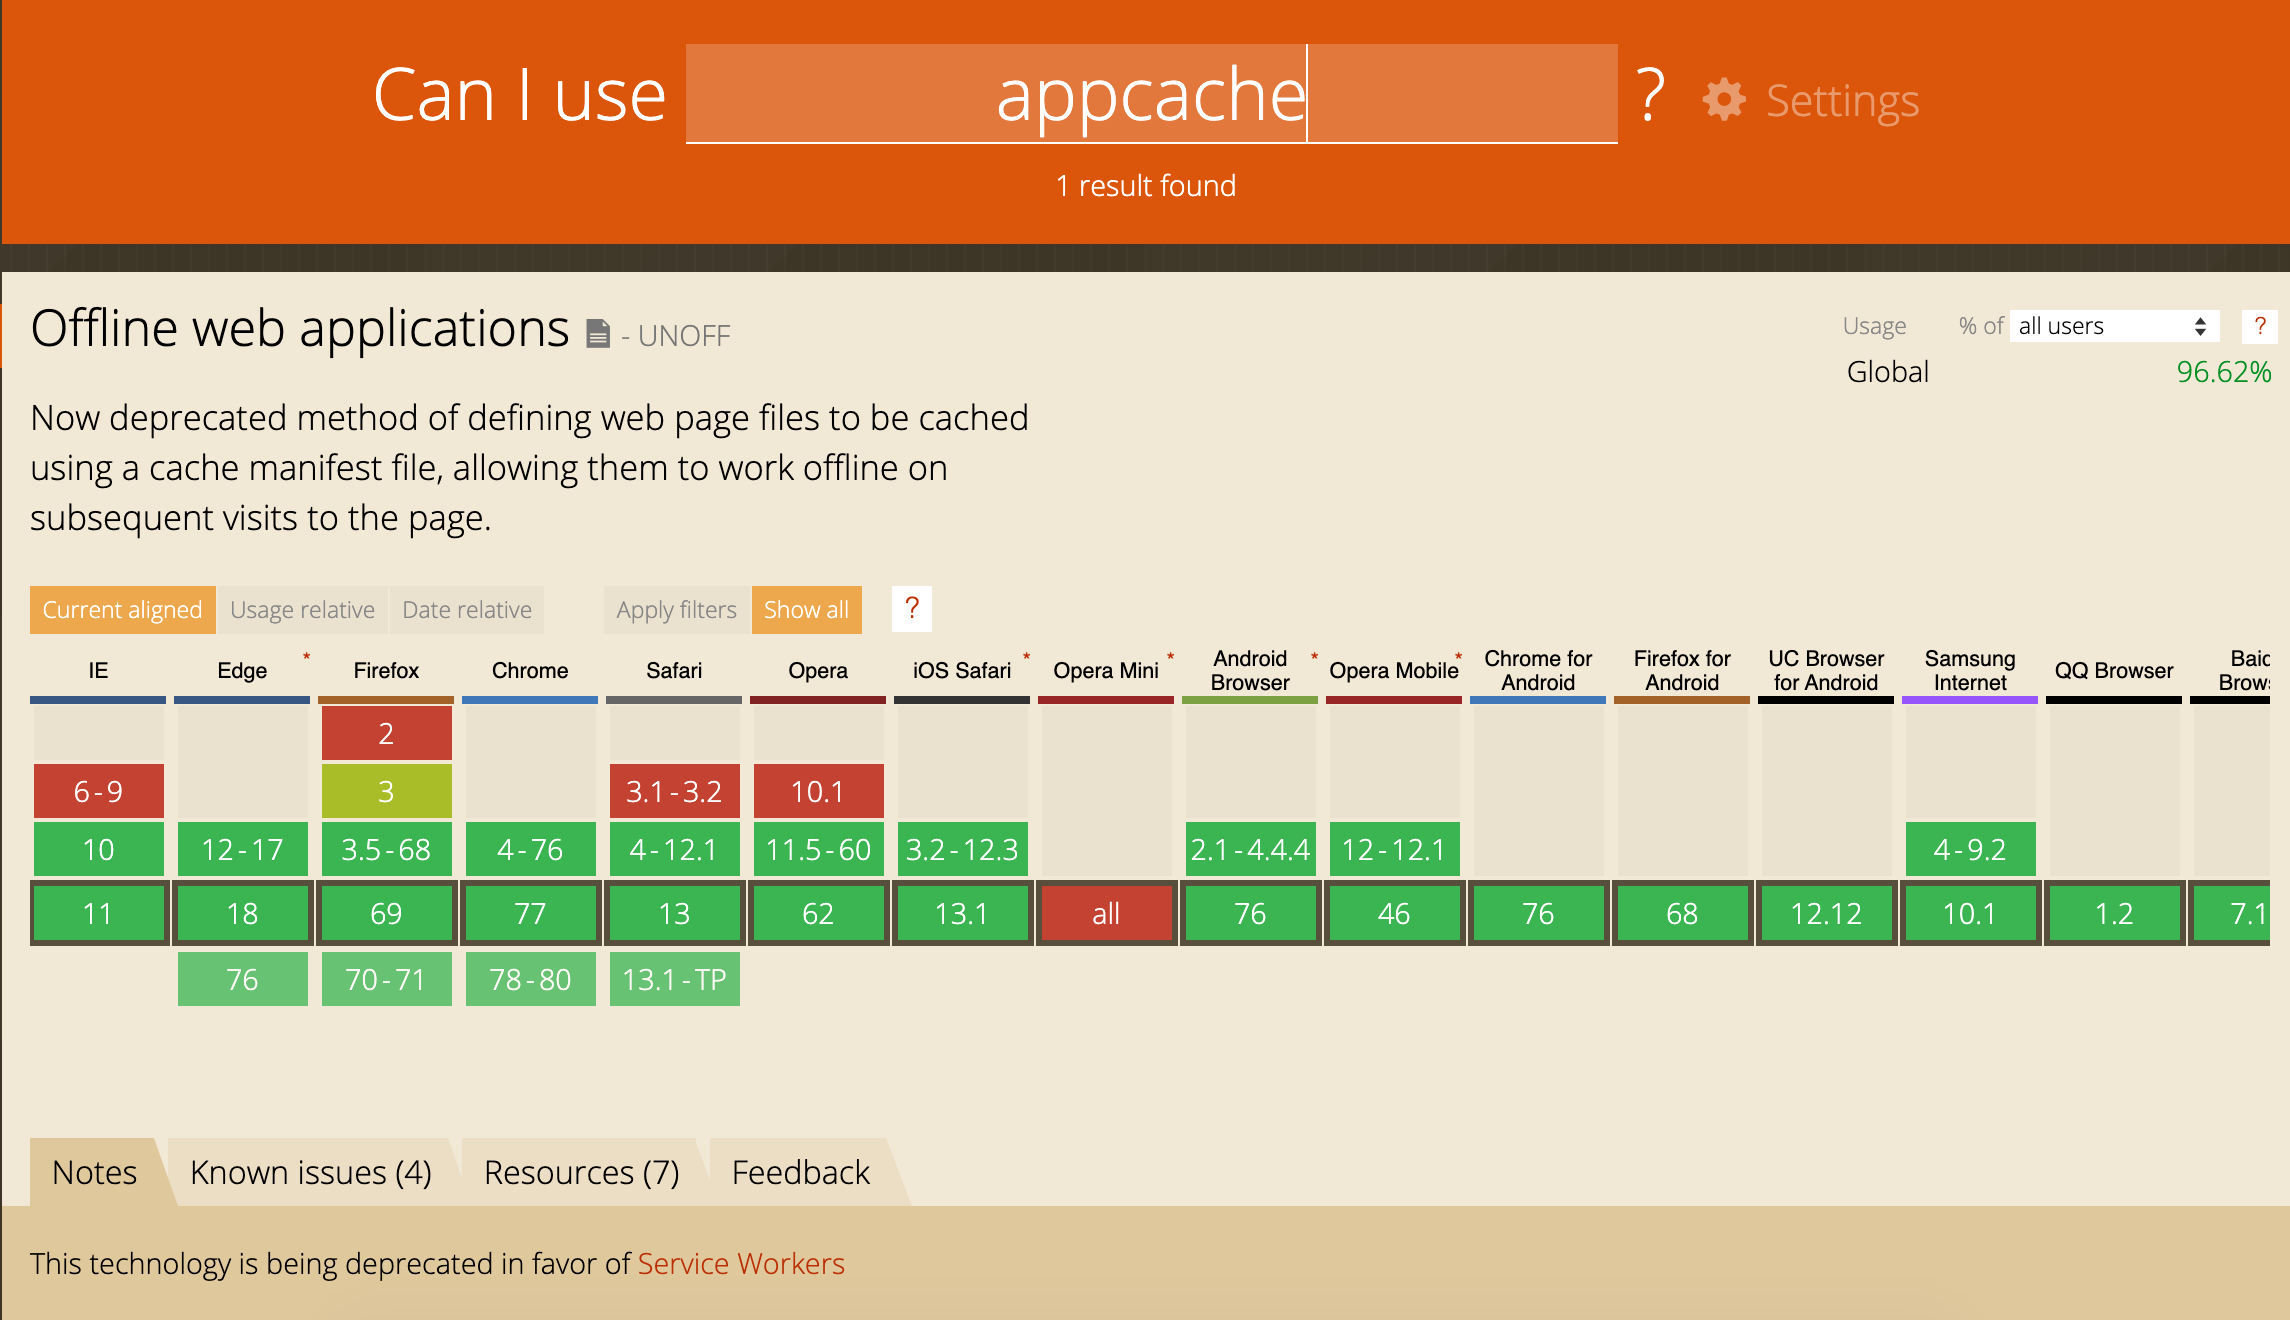 Can I use appcache ? Settings
1 result found
Offline web applications - UNOFF
Usage % of all users ?
Global 96.62%
Now deprecated method of defining web page files to be cached
using a cache manifest file, allowing them to work offline on
subsequent visits to the page.
Current aligned Usage relative Date relative Apply filters Show all ?
IE Edge * Firefox Chrome Safari Opera iOS Safari * Opera Mini * Android Browser * Opera Mobile * Chrome for Android Firefox for Android UC Browser for Android Samsung Internet QQ Browser
2
6-9 3 3.1-3.2 10.1
10 12-17 3.5-68 4-76 4-12.1 11.5-60 3.2-12.3 2.1-4.4.4 12-12.1 4-9.2
11 18 69 77 13 62 13.1 all 76 46 76 68 12.12 10.1 1.2 7.1
76 70-71 78-80 13.1-TP
Notes Known issues (4) Resources (7) Feedback
This technology is being deprecated in favor of Service Workers